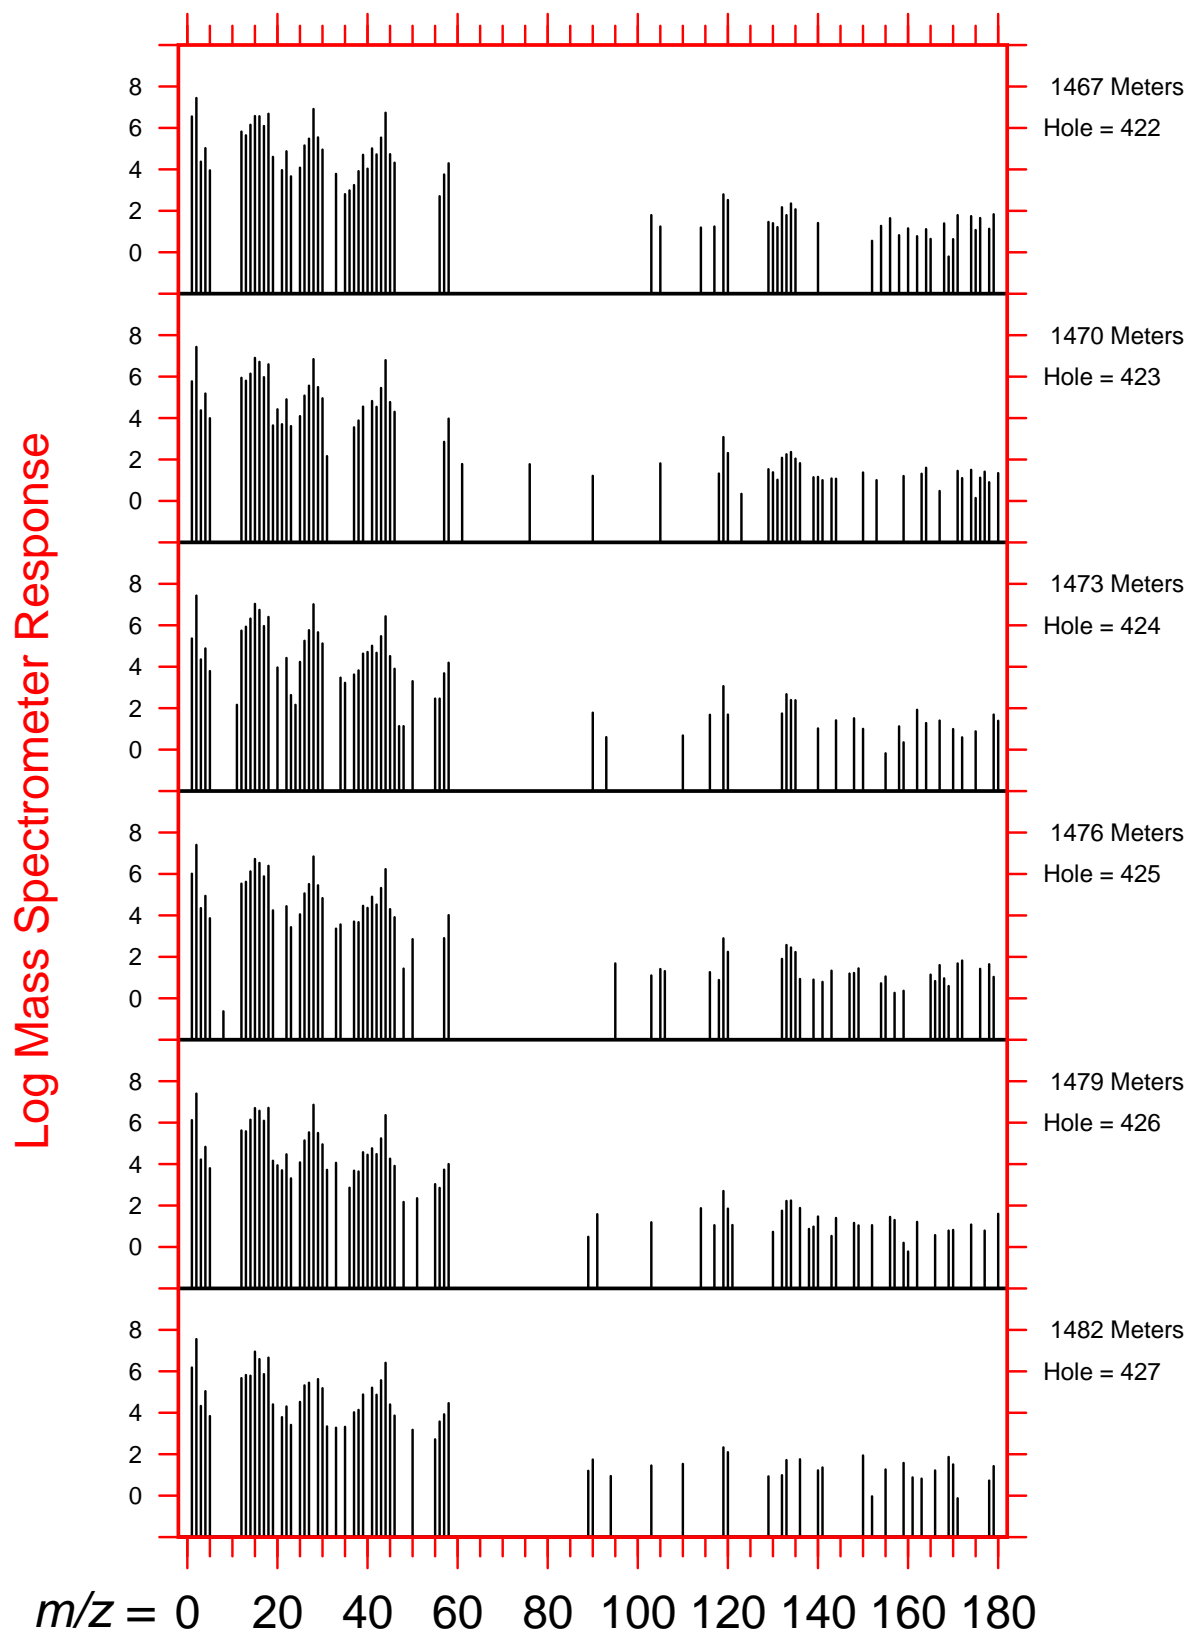 8
6
4
2
0
1467 Meters
Hole = 422
8
6
4
2
0
1470 Meters
Hole = 423
8
6
4
2
0
1473 Meters
Hole = 424
8
6
4
2
0
1476 Meters
Hole = 425
8
6
4
2
0
1479 Meters
Hole = 426
8
6
4
2
0
1482 Meters
Hole = 427
Log Mass Spectrometer Response
m/z = 0 20 40 60 80 100 120 140 160 180